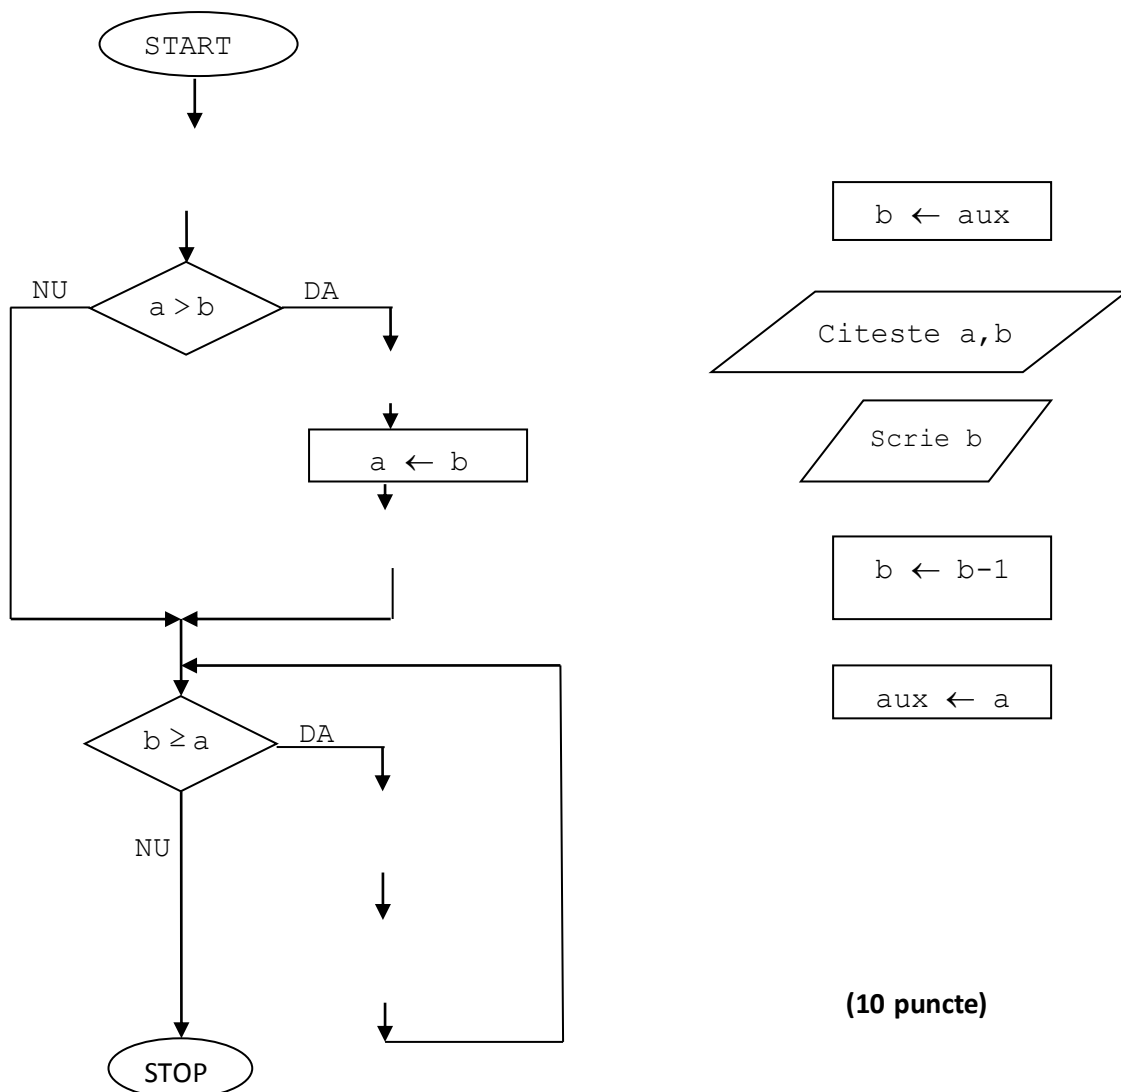 START
NU
a > b
DA
a ← b
b ≥ a
DA
NU
STOP
b ← aux
Citeste a,b
Scrie b
b ← b-1
aux ← a
(10 puncte)